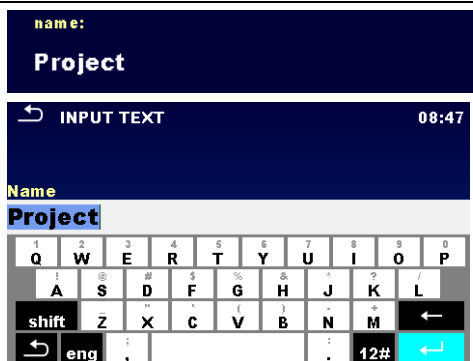 name:
Project
INPUT TEXT 08:47
Name
Project
1 2 3 4 5 6 7 8 9 0
Q W E R T Y U I O P
! @ # $ % & * ? /
A S D F G H J K L
_ " ( ) - +
shift Z X C V B N M ←
; :
eng , . 12#